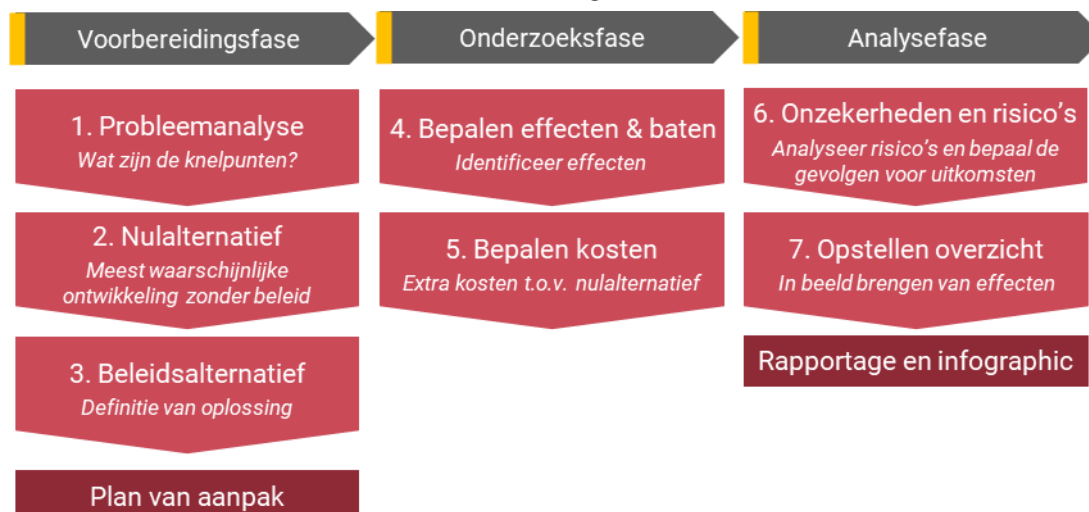 Voorbereidingsfase
1. Probleemanalyse
Wat zijn de knelpunten?
2. Nulalternatief
Meest waarschijnlijke
ontwikkeling zonder beleid
3. Beleidsalternatief
Definitie van oplossing
Plan van aanpak
Onderzoeksfase
4. Bepalen effecten & baten
Identificeer effecten
5. Bepalen kosten
Extra kosten t.o.v. nulalternatief
Analysefase
6. Onzekerheden en risico's
Analyseer risico's en bepaal de
gevolgen voor uitkomsten
7. Opstellen overzicht
In beeld brengen van effecten
Rapportage en infographic